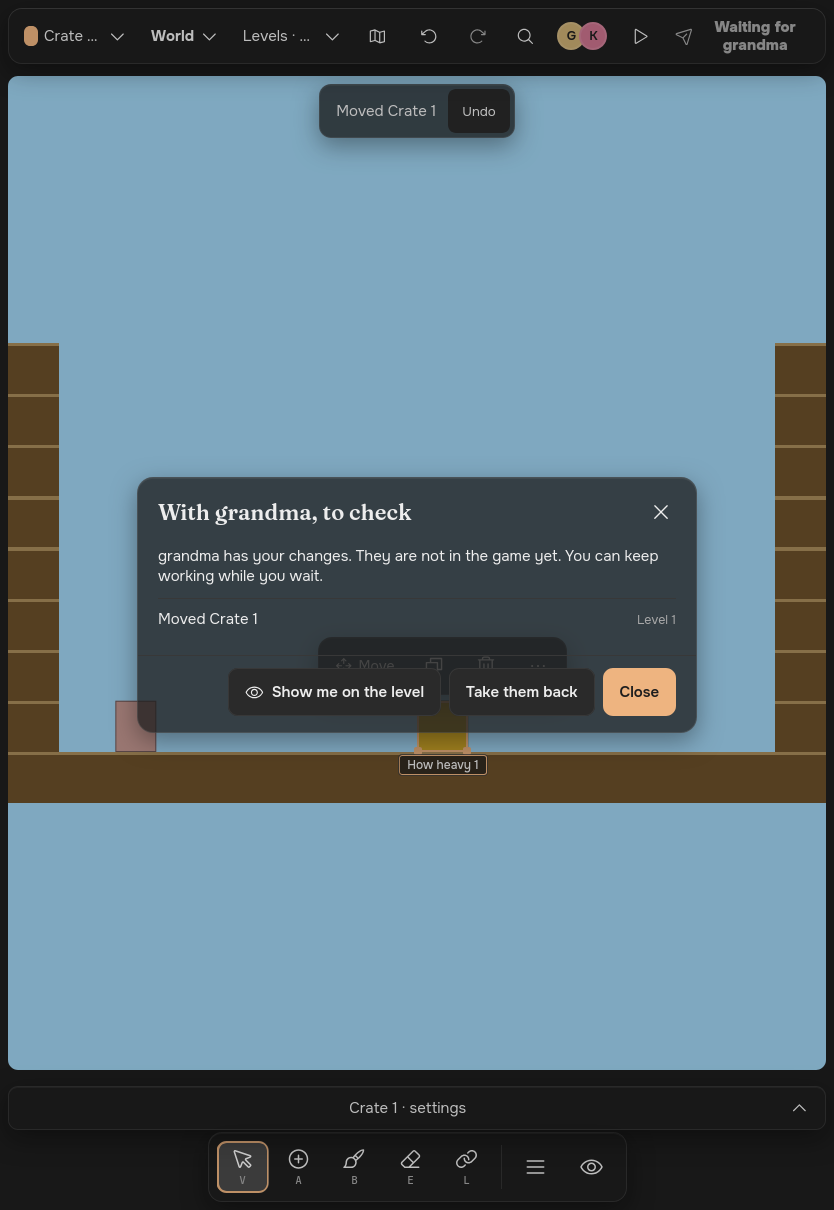 Crate ...
World
Levels · ...
G
K
Waiting for
grandma
Moved Crate 1
Undo
With grandma, to check
grandma has your changes. They are not in the game yet. You can keep
working while you wait.
Moved Crate 1
Level 1
Move
Show me on the level
Take them back
Close
How heavy 1
Crate 1 · settings
V
A
B
E
L